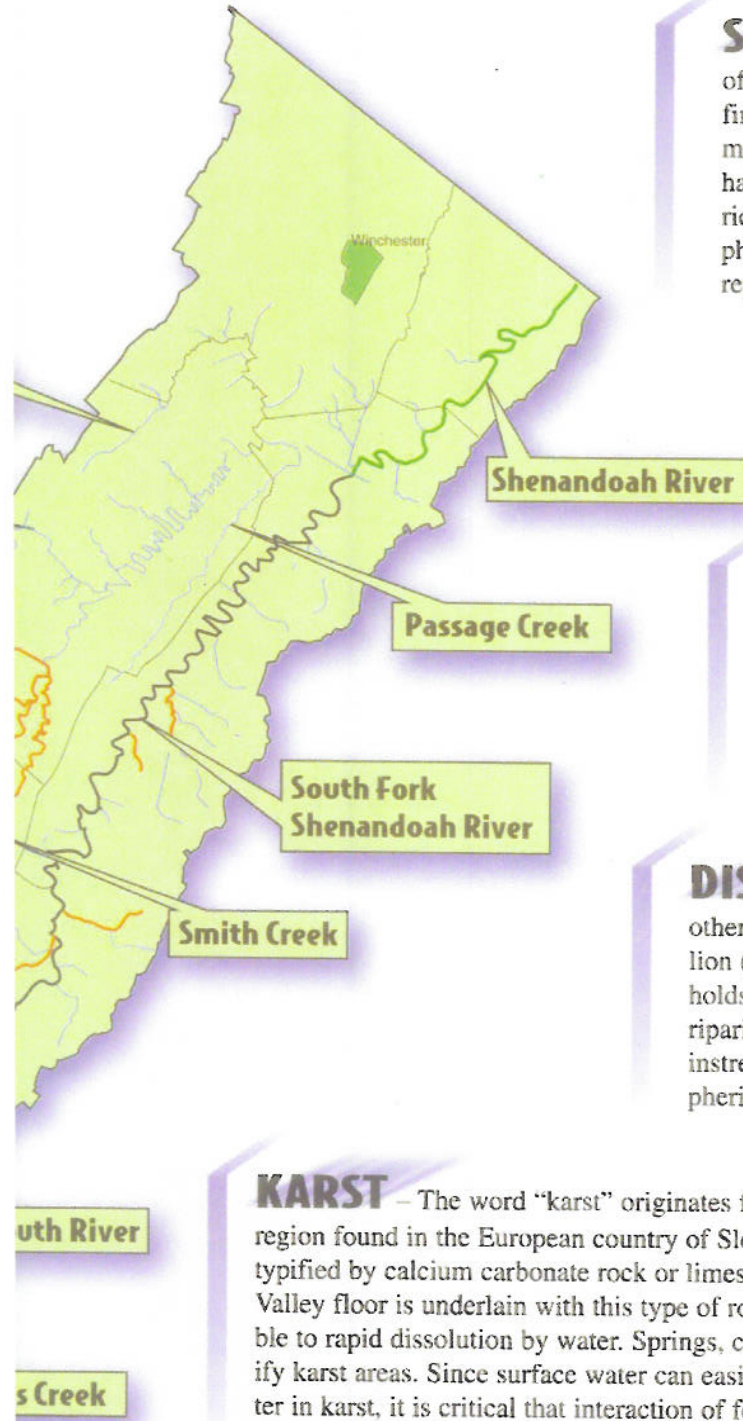 Winchester
Shenandoah River
Passage Creek
South Fork
Shenandoah River
Smith Creek
uth River
s Creek
S
of
fin
m
ha
ric
ph
re
DIS
other
lion (
holds
ripari
instre
pheri
KARST – The word “karst” originates f
region found in the European country of Slo
typified by calcium carbonate rock or limes
Valley floor is underlain with this type of ro
ble to rapid dissolution by water. Springs, c
ify karst areas. Since surface water can easi
ter in karst, it is critical that interaction of fo